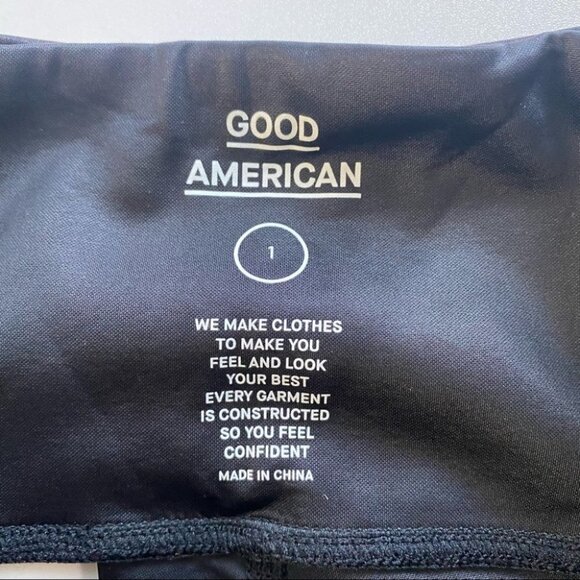 GOOD
AMERICAN
1
WE MAKE CLOTHES
TO MAKE YOU
FEEL AND LOOK
YOUR BEST
EVERY GARMENT
IS CONSTRUCTED
SO YOU FEEL
CONFIDENT
MADE IN CHINA